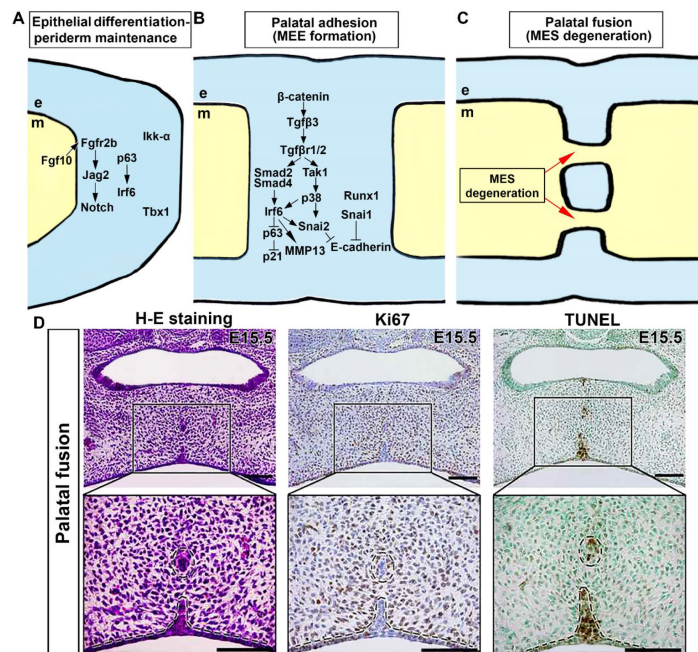 A
Epithelial differentiation-
periderm maintenance
B
Palatal adhesion
(MEE formation)
C
Palatal fusion
(MES degeneration)
e
m
Fgf10
Fgfr2b
Jag2
Notch
Ikk-α
p63
Irf6
Tbx1
e
m
β-catenin
Tgfβ3
Tgfβr1/2
Smad2
Smad4
Tak1
p38
Irf6
p63
p21
Snai2
MMP13
Runx1
Snai1
E-cadherin
e
m
MES
degeneration
D
H-E staining
Ki67
TUNEL
E15.5
E15.5
E15.5
Palatal fusion